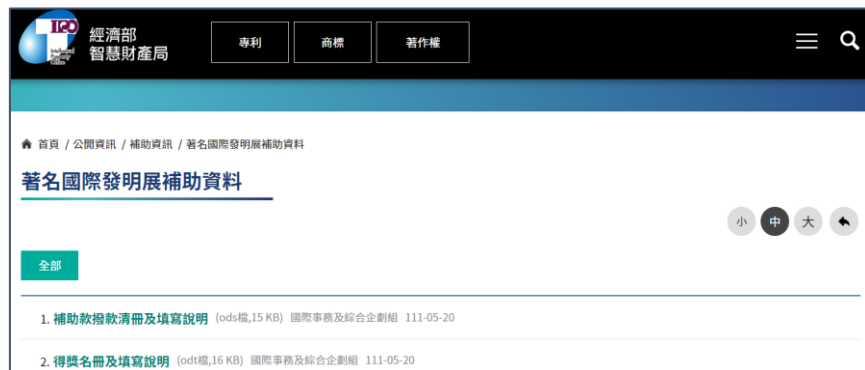 TIPO
Intellectual
Property
Office
經濟部
智慧財產局
專利
商標
著作權
首頁 / 公開資訊 / 補助資訊 / 著名國際發明展補助資料
著名國際發明展補助資料
小 中 大
全部
1. 補助款撥款清冊及填寫說明 (ods檔,15 KB) 國際事務及綜合企劃組 111-05-20
2. 得獎名冊及填寫說明 (odt檔,16 KB) 國際事務及綜合企劃組 111-05-20